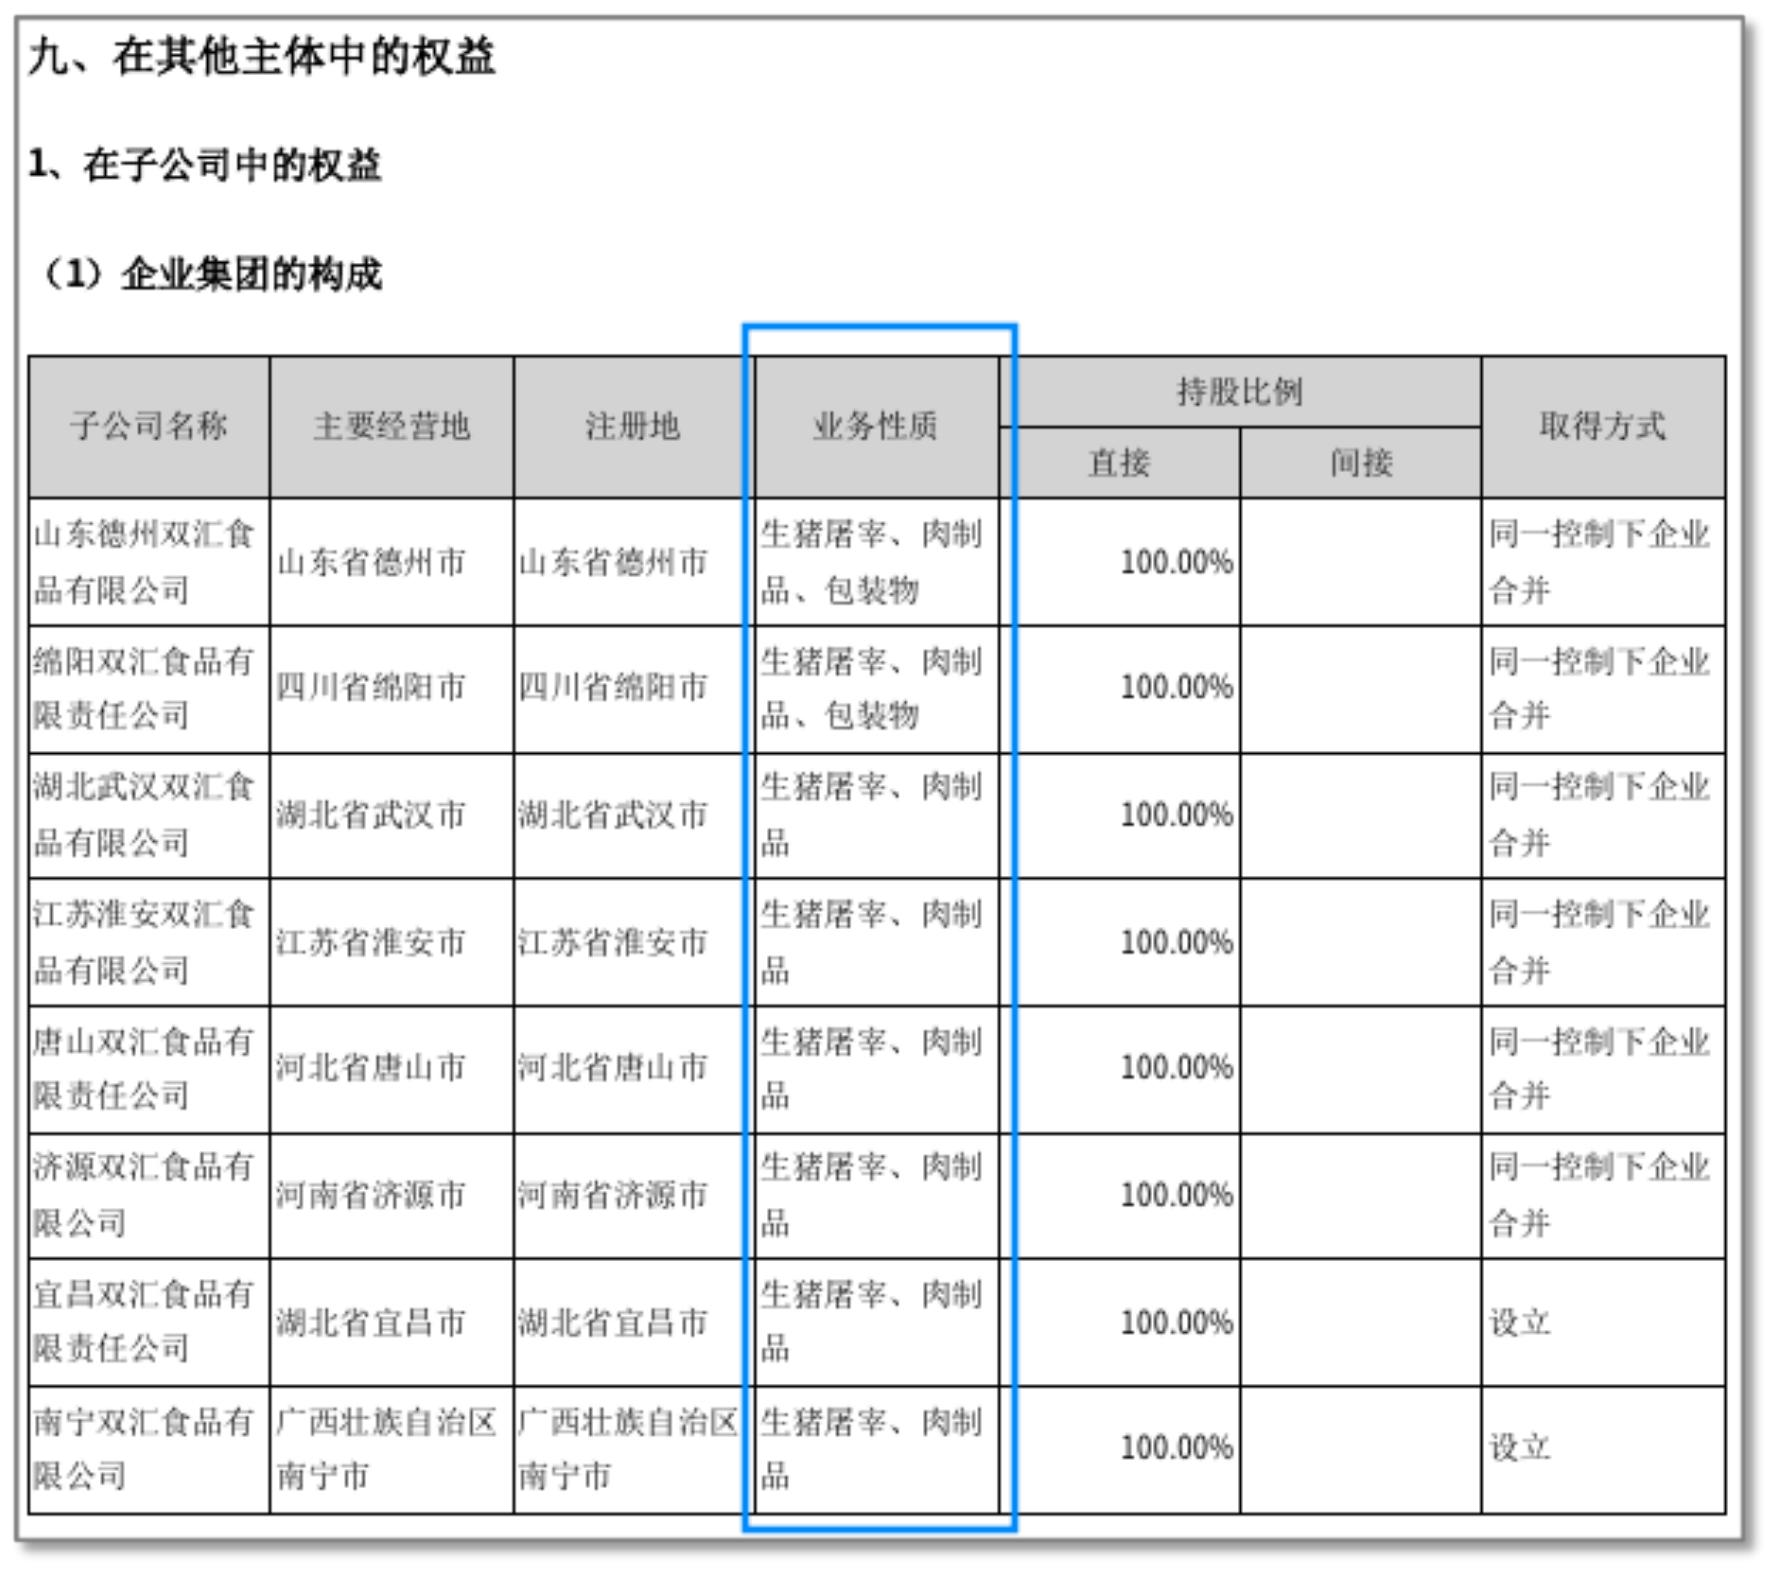 九、在其他主体中的权益
1、在子公司中的权益
（1）企业集团的构成
子公司名称 主要经营地 注册地 业务性质 持股比例 取得方式
直接 间接
山东德州双汇食
品有限公司 山东省德州市 山东省德州市 生猪屠宰、肉制
品、包装物 100.00% 同一控制下企业
合并
绵阳双汇食品有
限责任公司 四川省绵阳市 四川省绵阳市 生猪屠宰、肉制
品、包装物 100.00% 同一控制下企业
合并
湖北武汉双汇食
品有限公司 湖北省武汉市 湖北省武汉市 生猪屠宰、肉制
品 100.00% 同一控制下企业
合并
江苏淮安双汇食
品有限公司 江苏省淮安市 江苏省淮安市 生猪屠宰、肉制
品 100.00% 同一控制下企业
合并
唐山双汇食品有
限责任公司 河北省唐山市 河北省唐山市 生猪屠宰、肉制
品 100.00% 同一控制下企业
合并
济源双汇食品有
限公司 河南省济源市 河南省济源市 生猪屠宰、肉制
品 100.00% 同一控制下企业
合并
宜昌双汇食品有
限责任公司 湖北省宜昌市 湖北省宜昌市 生猪屠宰、肉制
品 100.00% 设立
南宁双汇食品有
限公司 广西壮族自治区
南宁市 广西壮族自治区
南宁市 生猪屠宰、肉制
品 100.00% 设立